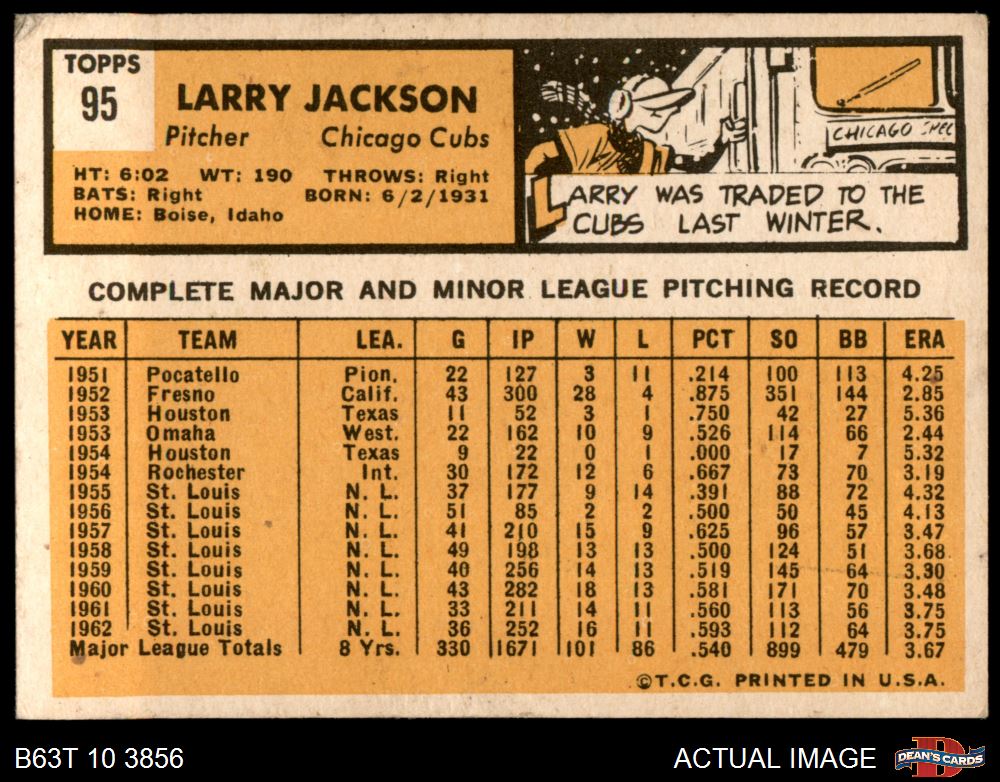 TOPPS
95
LARRY JACKSON
Pitcher Chicago Cubs
HT: 6:02 WT: 190 THROWS: Right
BATS: Right BORN: 6/2/1931
HOME: Boise, Idaho
CHICAGO SPEC
LARRY WAS TRADED TO THE
CUBS LAST WINTER.
COMPLETE MAJOR AND MINOR LEAGUE PITCHING RECORD
YEAR TEAM LEA. G IP W L PCT SO BB ERA
1951 Pocatello Pion. 22 127 3 11 .214 100 113 4.25
1952 Fresno Calif. 43 300 28 4 .875 351 144 2.85
1953 Houston Texas 11 52 3 1 .750 42 27 5.36
1953 Omaha West. 22 162 10 9 .526 114 66 2.44
1954 Houston Texas 9 22 0 1 .000 17 7 5.32
1954 Rochester Int. 30 172 12 6 .667 73 70 3.19
1955 St. Louis N. L. 37 177 9 14 .391 88 72 4.32
1956 St. Louis N. L. 51 85 2 2 .500 50 45 4.13
1957 St. Louis N. L. 41 210 15 9 .625 96 57 3.47
1958 St. Louis N. L. 49 198 13 13 .500 124 51 3.68
1959 St. Louis N. L. 40 256 14 13 .519 145 64 3.30
1960 St. Louis N. L. 43 282 18 13 .581 171 70 3.48
1961 St. Louis N. L. 33 211 14 11 .560 113 56 3.75
1962 St. Louis N. L. 36 252 16 11 .593 112 64 3.75
Major League Totals 8 Yrs. 330 1671 101 86 .540 899 479 3.67
©T.C.G. PRINTED IN U.S.A.
B63T 10 3856 ACTUAL IMAGE DEAN'S CARDS